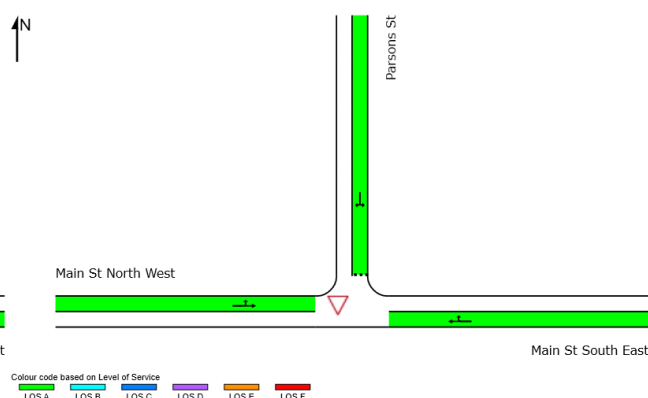 N
Parsons St
Main St North West
t
Main St South East
Colour code based on Level of Service
LOS A LOS B LOS C LOS D LOS E LOS F